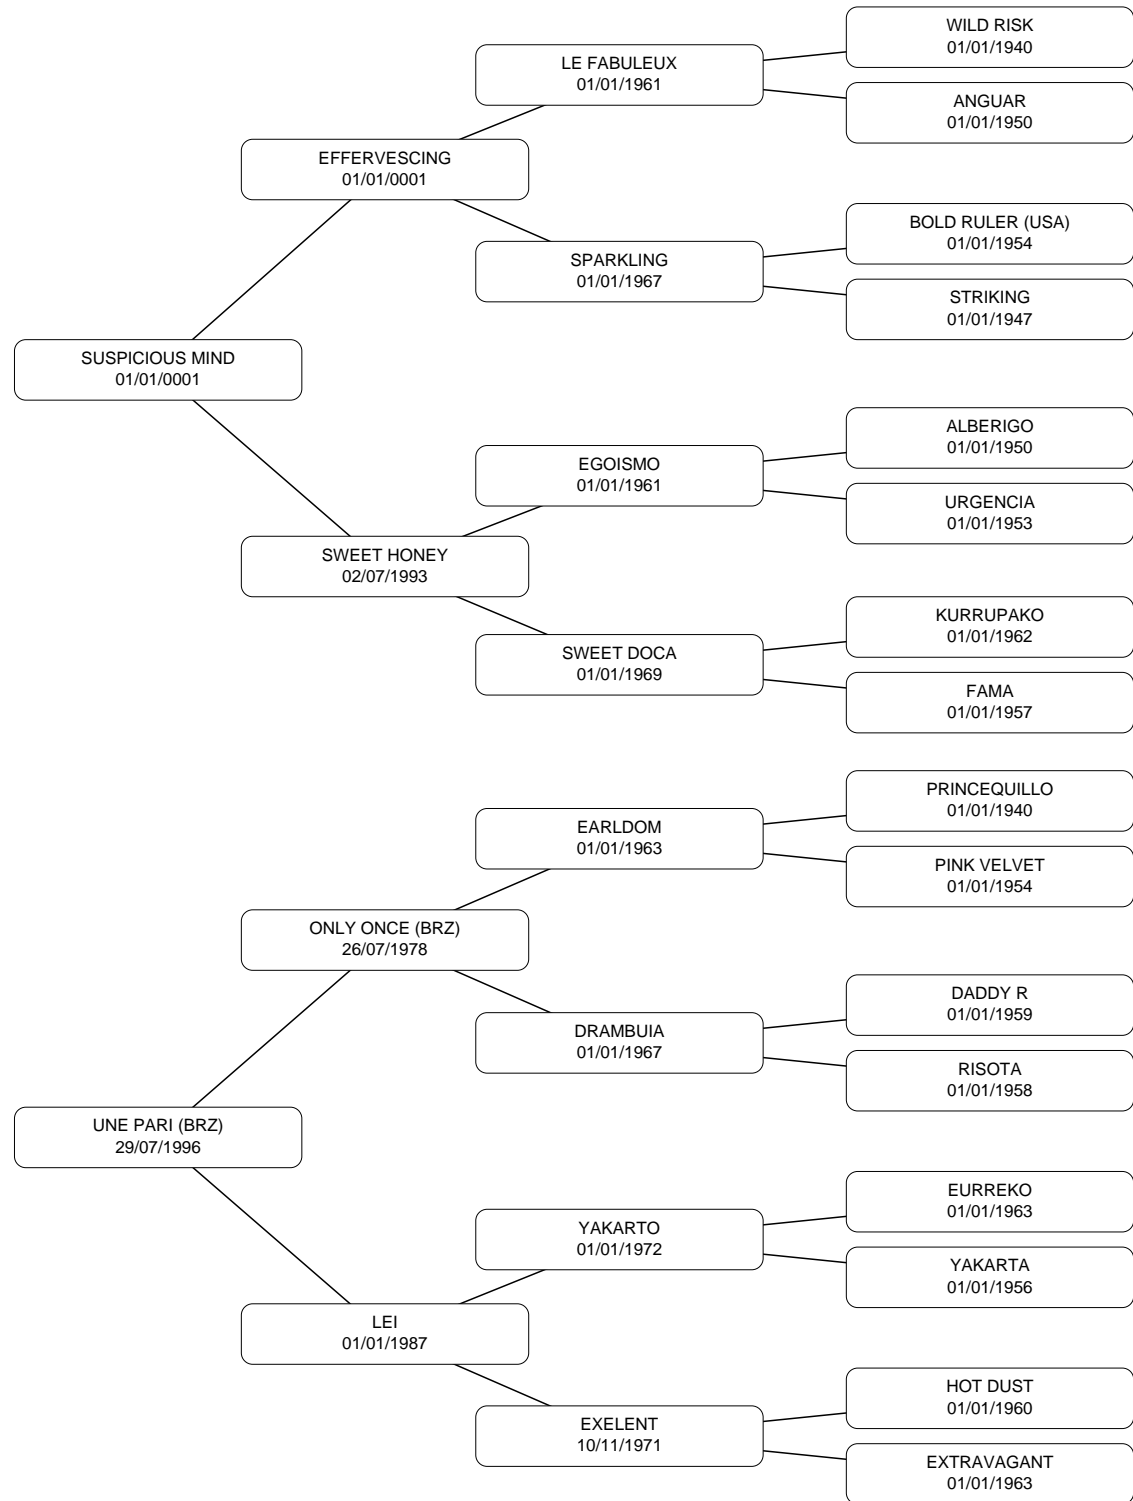 WILD RISK
01/01/1940
LE FABULEUX
01/01/1961
ANGUAR
01/01/1950
EFFERVESCING
01/01/0001
BOLD RULER (USA)
01/01/1954
SPARKLING
01/01/1967
STRIKING
01/01/1947
SUSPICIOUS MIND
01/01/0001
ALBERIGO
01/01/1950
EGOISMO
01/01/1961
URGENCIA
01/01/1953
SWEET HONEY
02/07/1993
KURRUPAKO
01/01/1962
SWEET DOCA
01/01/1969
FAMA
01/01/1957
PRINCEQUILLO
01/01/1940
EARLDOM
01/01/1963
PINK VELVET
01/01/1954
ONLY ONCE (BRZ)
26/07/1978
DADDY R
01/01/1959
DRAMBUIA
01/01/1967
RISOTA
01/01/1958
UNE PARI (BRZ)
29/07/1996
EURREKO
01/01/1963
YAKARTO
01/01/1972
YAKARTA
01/01/1956
LEI
01/01/1987
HOT DUST
01/01/1960
EXELENT
10/11/1971
EXTRAVAGANT
01/01/1963